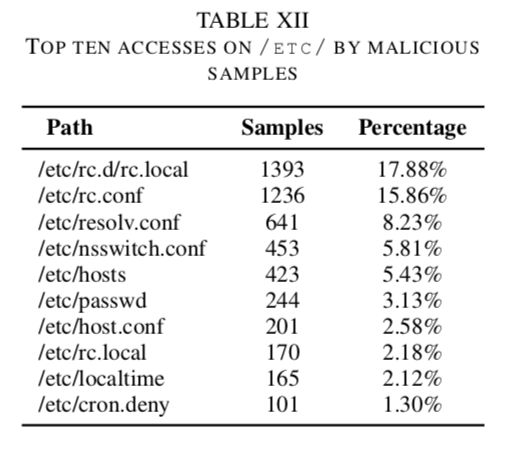 TABLE XII
TOP TEN ACCESSES ON /ETC/ BY MALICIOUS
SAMPLES
Path Samples Percentage
/etc/rc.d/rc.local 1393 17.88%
/etc/rc.conf 1236 15.86%
/etc/resolv.conf 641 8.23%
/etc/nsswitch.conf 453 5.81%
/etc/hosts 423 5.43%
/etc/passwd 244 3.13%
/etc/host.conf 201 2.58%
/etc/rc.local 170 2.18%
/etc/localtime 165 2.12%
/etc/cron.deny 101 1.30%